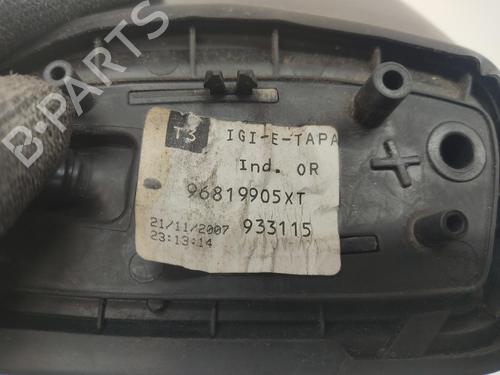 B-PARTS
T3 IGI-E-TAPA
Ind. OR
96819905XT
21/11/2007 933115
23:13:14